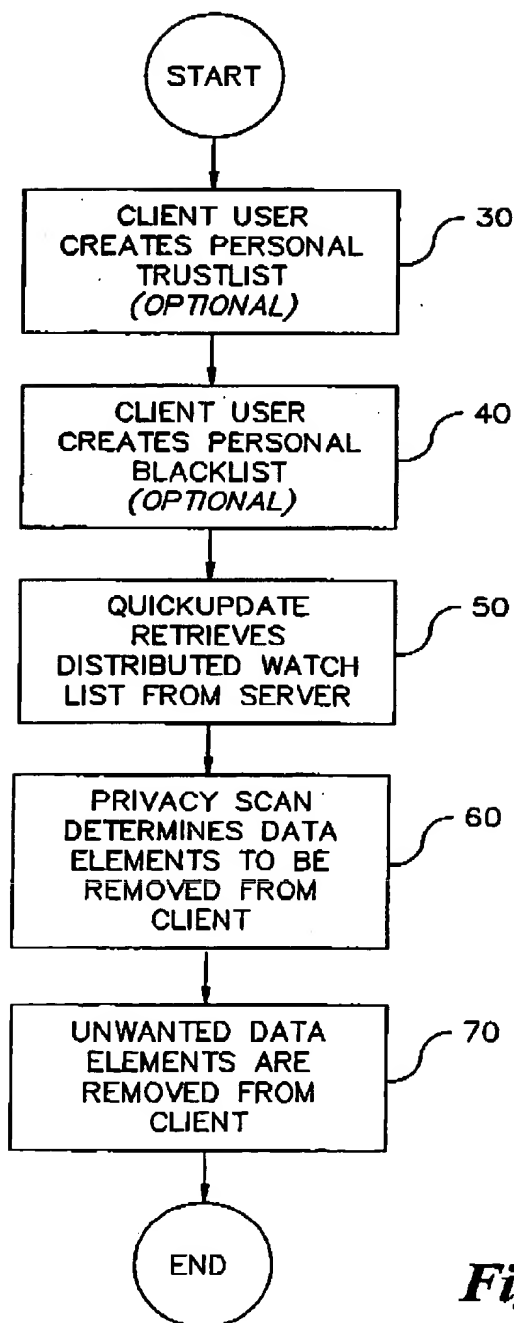 START
CLIENT USER
CREATES PERSONAL
TRUSTLIST
(OPTIONAL)
30
CLIENT USER
CREATES PERSONAL
BLACKLIST
(OPTIONAL)
40
QUICKUPDATE
RETRIEVES
DISTRIBUTED WATCH
LIST FROM SERVER
50
PRIVACY SCAN
DETERMINES DATA
ELEMENTS TO BE
REMOVED FROM
CLIENT
60
UNWANTED DATA
ELEMENTS ARE
REMOVED FROM
CLIENT
70
END